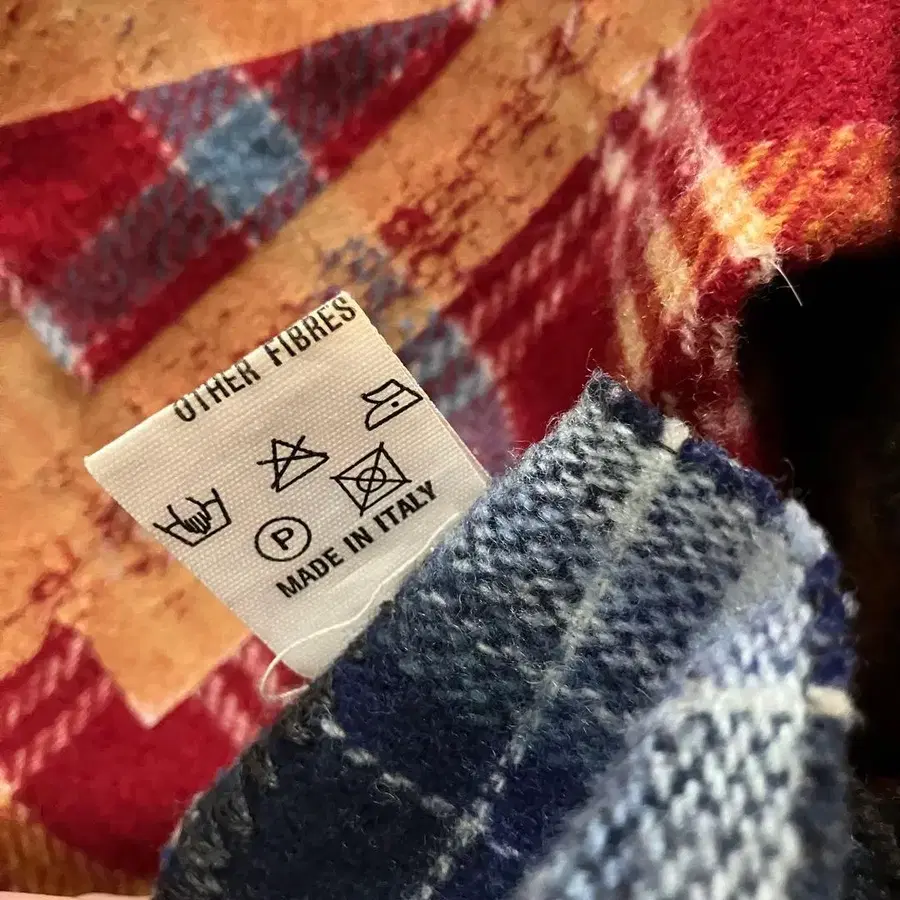 OTHER FIBRES
P
MADE IN ITALY